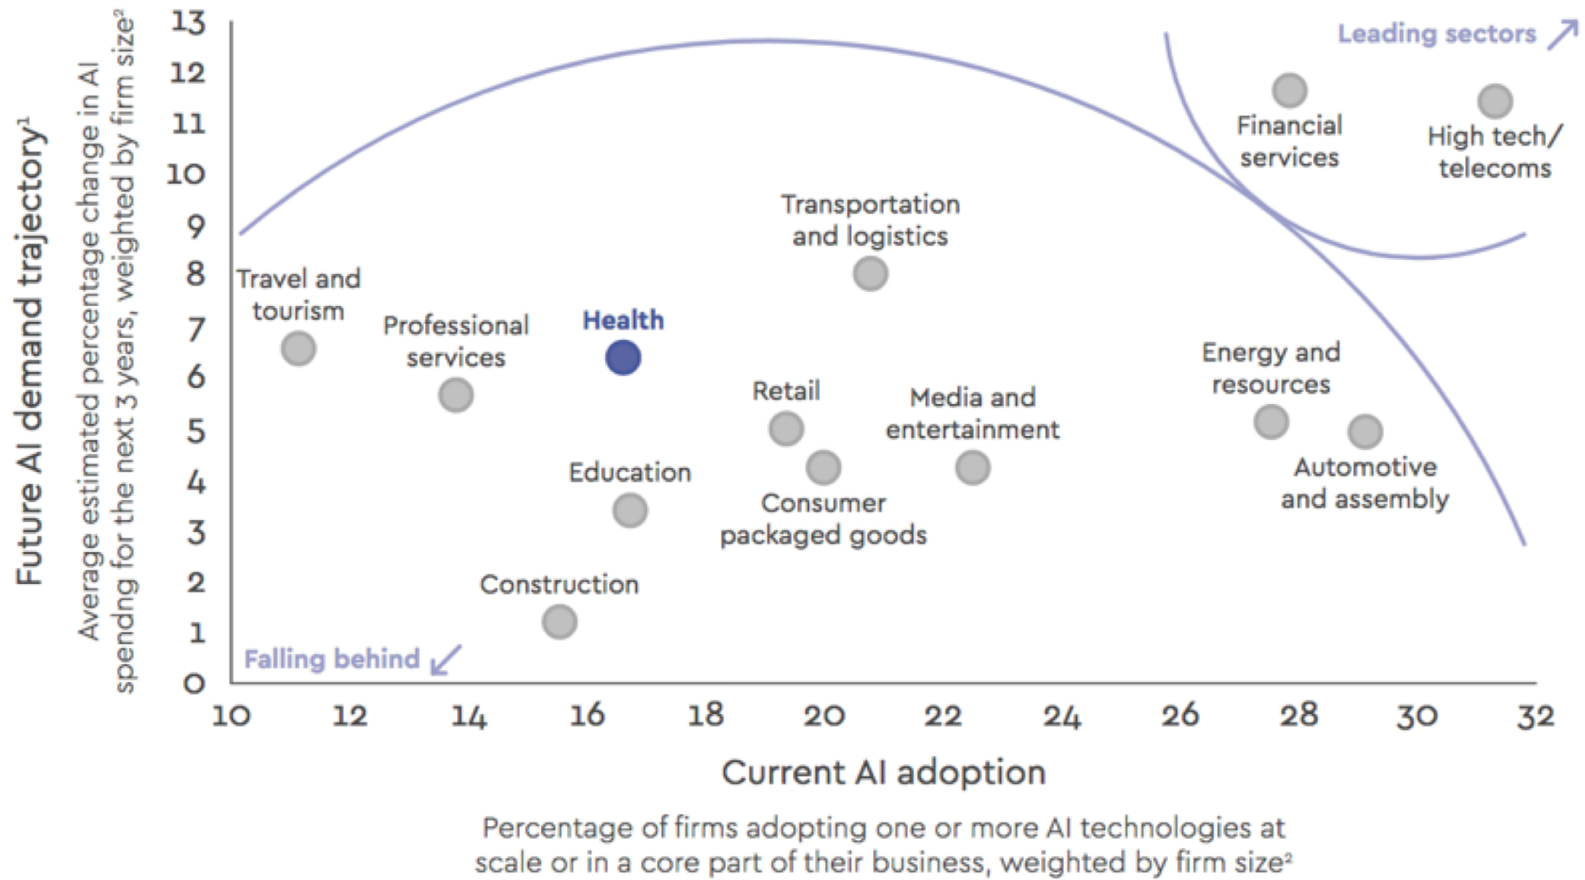 Future AI demand trajectory¹
Average estimated percentage change in AI
spendng for the next 3 years, weighted by firm size²
13
12
11
10
9
8
7
6
5
4
3
2
1
0
Leading sectors
Financial
services
High tech/
telecoms
Transportation
and logistics
Travel and
tourism
Professional
services
Health
Energy and
resources
Retail
Media and
entertainment
Automotive
and assembly
Education
Consumer
packaged goods
Construction
Falling behind
10 12 14 16 18 20 22 24 26 28 30 32
Current AI adoption
Percentage of firms adopting one or more AI technologies at
scale or in a core part of their business, weighted by firm size²